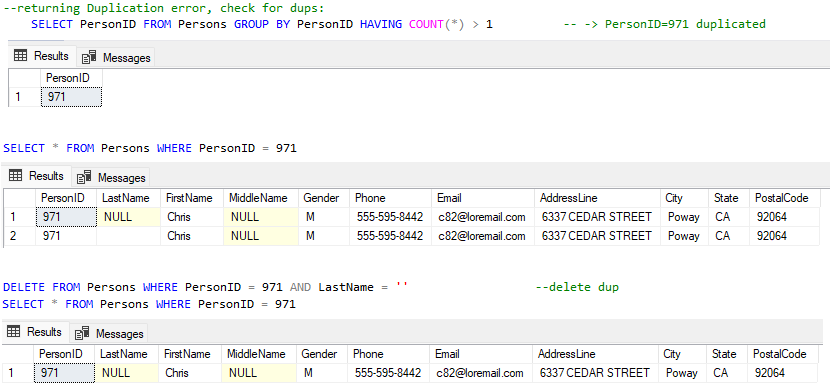 --returning Duplication error, check for dups:
SELECT PersonID FROM Persons GROUP BY PersonID HAVING COUNT(*) > 1 -- -> PersonID=971 duplicated
Results Messages
PersonID
1 971
SELECT * FROM Persons WHERE PersonID = 971
Results Messages
PersonID LastName FirstName MiddleName Gender Phone Email AddressLine City State PostalCode
1 971 NULL Chris NULL M 555-595-8442 c82@loremail.com 6337 CEDAR STREET Poway CA 92064
2 971 Chris NULL M 555-595-8442 c82@loremail.com 6337 CEDAR STREET Poway CA 92064
DELETE FROM Persons WHERE PersonID = 971 AND LastName = '' --delete dup
SELECT * FROM Persons WHERE PersonID = 971
Results Messages
PersonID LastName FirstName MiddleName Gender Phone Email AddressLine City State PostalCode
1 971 NULL Chris NULL M 555-595-8442 c82@loremail.com 6337 CEDAR STREET Poway CA 92064